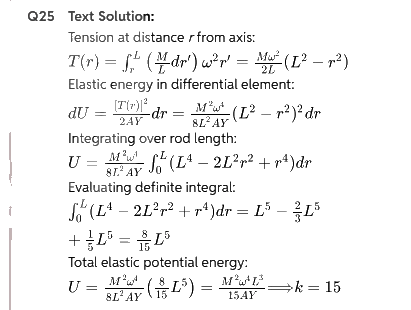 Q25 Text Solution:
Tension at distance r from axis:
T(r) = ∫_r^L (M/L dr′) ω²r′ = Mω²/2L (L² − r²)
Elastic energy in differential element:
dU = [T(r)]²/2AY dr = M²ω⁴/8L²AY (L² − r²)² dr
Integrating over rod length:
U = M²ω⁴/8L²AY ∫₀^L (L⁴ − 2L²r² + r⁴)dr
Evaluating definite integral:
∫₀^L (L⁴ − 2L²r² + r⁴)dr = L⁵ − 2/3 L⁵
+ 1/5 L⁵ = 8/15 L⁵
Total elastic potential energy:
U = M²ω⁴/8L²AY (8/15 L⁵) = M²ω⁴L³/15AY ⟹ k = 15